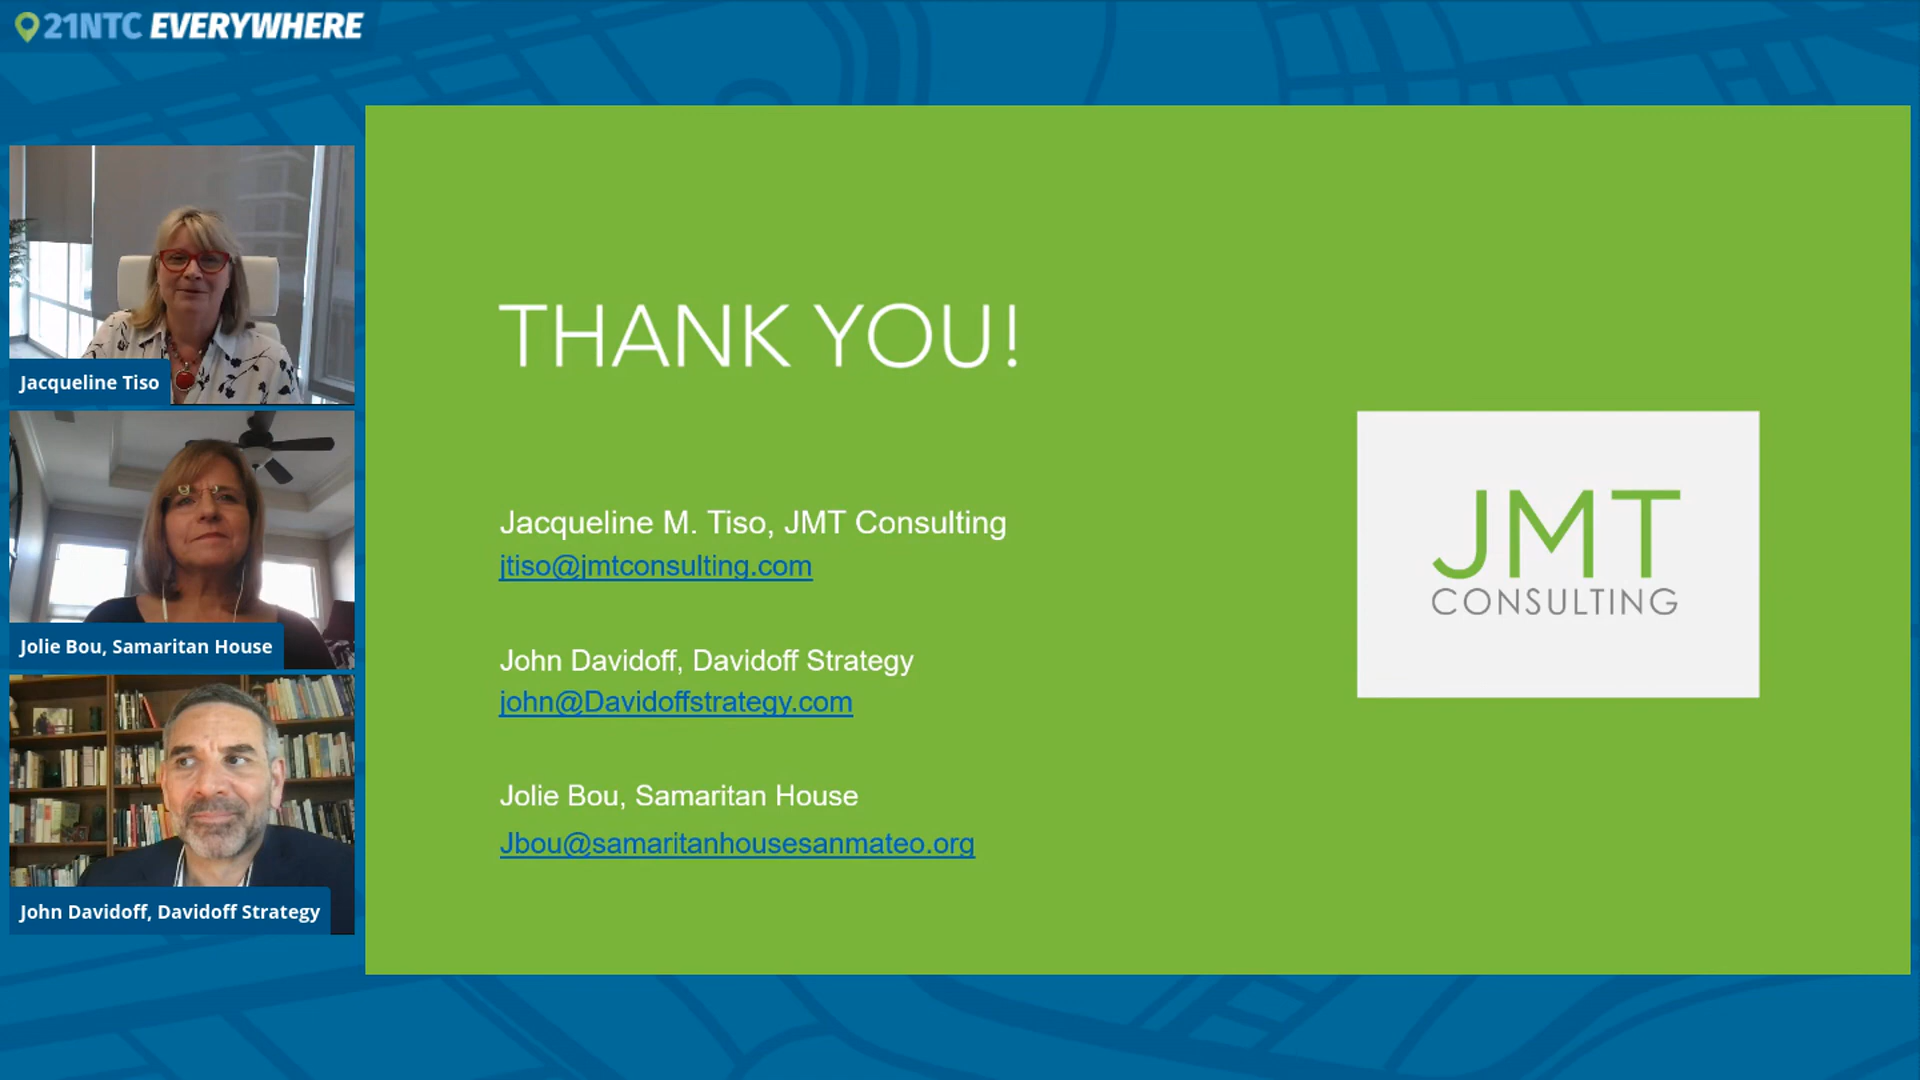 21NTC EVERYWHERE
Jacqueline Tiso
Jolie Bou, Samaritan House
John Davidoff, Davidoff Strategy
THANK YOU!
Jacqueline M. Tiso, JMT Consulting
jtiso@jmtconsulting.com
John Davidoff, Davidoff Strategy
john@Davidoffstrategy.com
Jolie Bou, Samaritan House
Jbou@samaritanhousesanmateo.org
JMT
CONSULTING